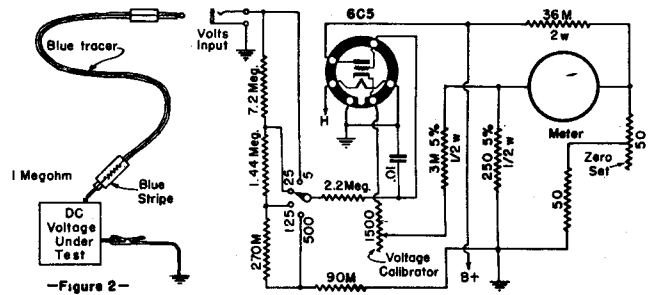 Blue tracer
1 Megohm
Blue
Stripe
DC
Voltage
Under
Test
—Figure 2—
Volts
Input
7.2 Meg.
1.44 Meg.
270M
5
25
125
500
2.2Meg.
90M
6C5
H
.01
1500
Voltage
Calibrator
3M 5%
1/2 w
250 5%
1/2 w
B+
36M
2 w
Meter
50
Zero
Set
50